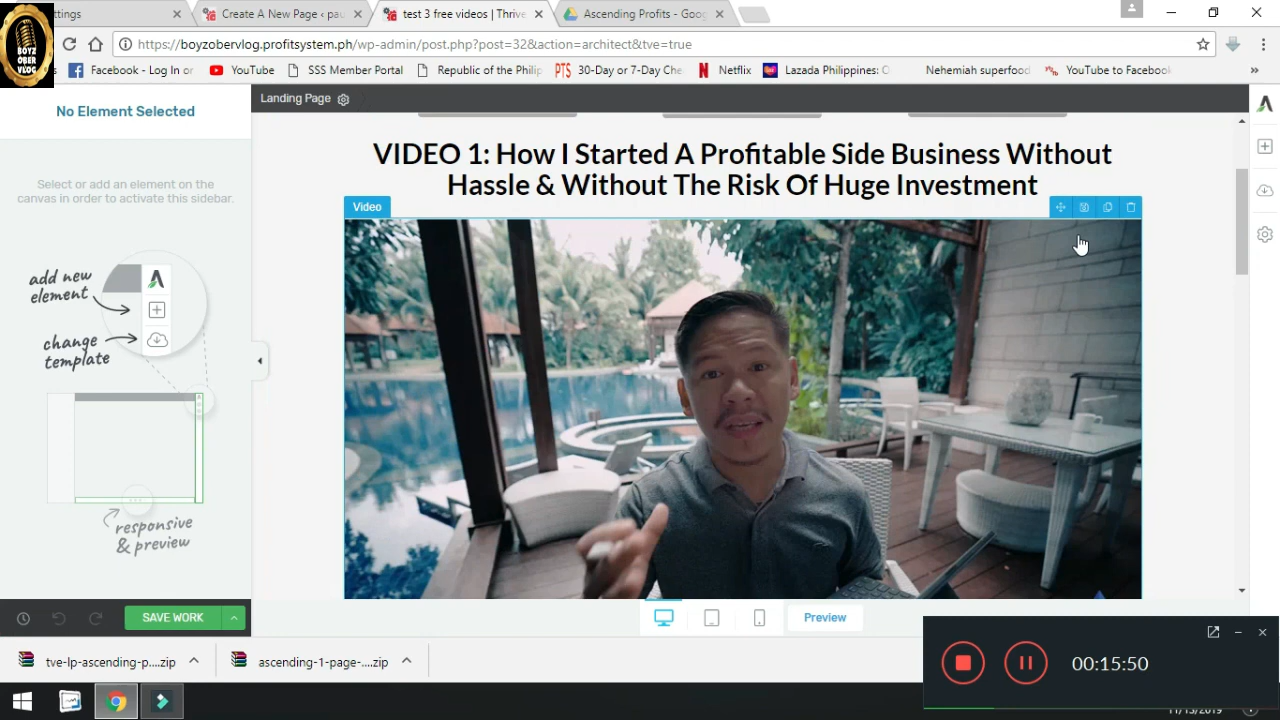 ttings
Create A New Page ‹ pau
test 3 free videos | Thrive
Ascending Profits - Goog
BOYZ
OBER
VLOG
https://boyzobervlog.profitsystem.ph/wp-admin/post.php?post=32&action=architect&tve=true
Facebook - Log In or
YouTube
SSS Member Portal
Republic of the Philip
PTS 30-Day or 7-Day Che
N Netflix
Lazada Philippines: O
Nehemiah superfood
YouTube to Facebook
No Element Selected
Landing Page
Select or add an element on the
canvas in order to activate this sidebar.
add new
element
change
template
responsive
& preview
VIDEO 1: How I Started A Profitable Side Business Without
Hassle & Without The Risk Of Huge Investment
Video
SAVE WORK
Preview
tve-lp-ascending-p....zip
ascending-1-page-....zip
00:15:50